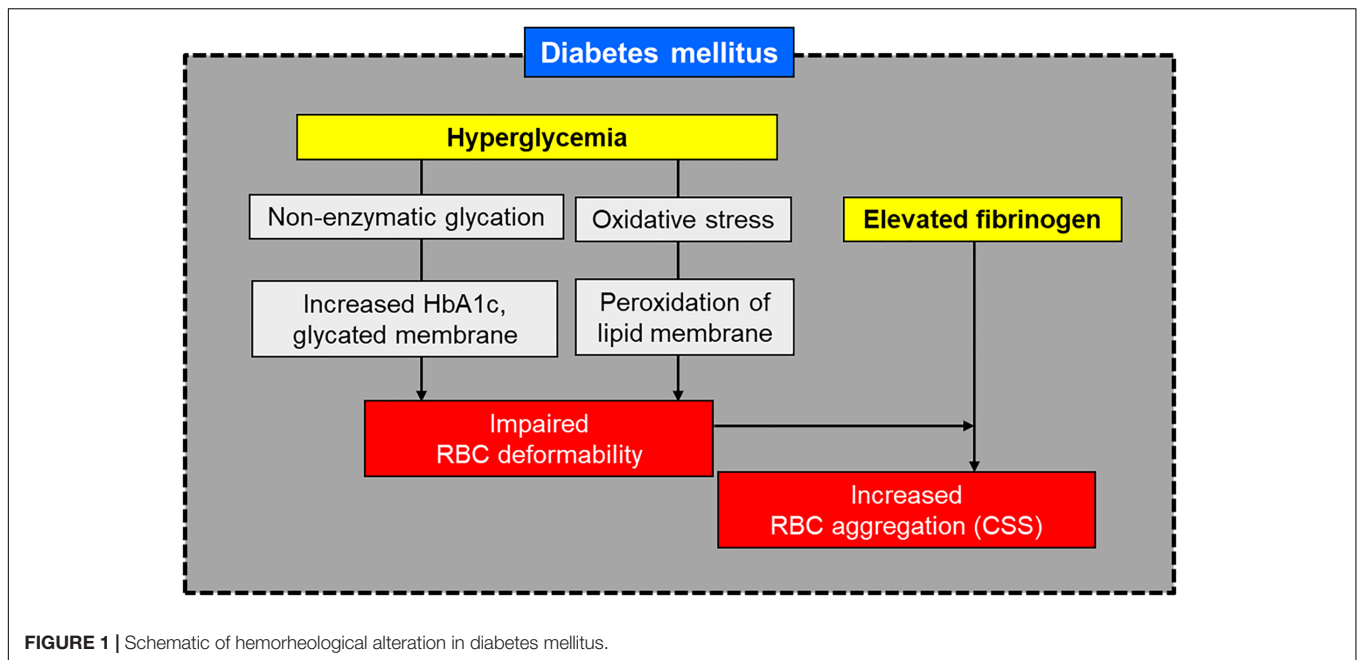 Diabetes mellitus
Hyperglycemia
Non-enzymatic glycation
Oxidative stress
Elevated fibrinogen
Increased HbA1c,
glycated membrane
Peroxidation of
lipid membrane
Impaired
RBC deformability
Increased
RBC aggregation (CSS)
FIGURE 1 | Schematic of hemorheological alteration in diabetes mellitus.